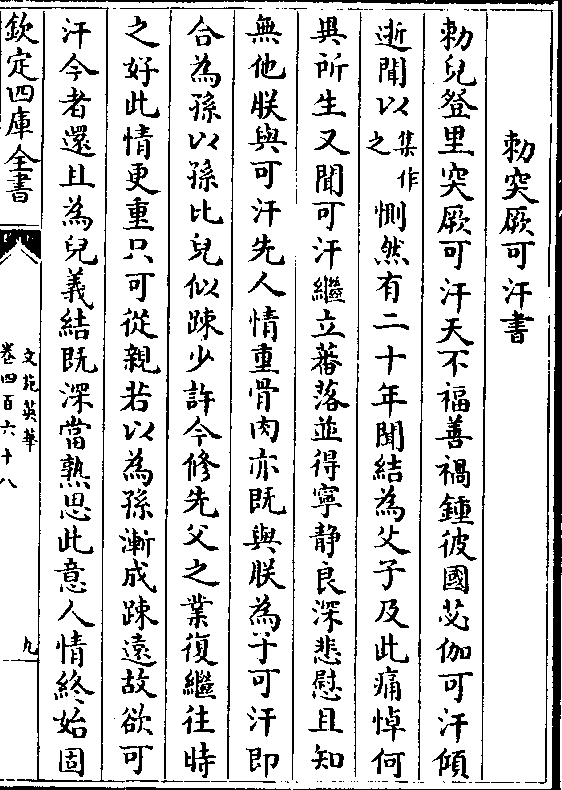 勅突厥可汗書
勅兒登里突厥可汗天不福善禍鍾彼國苾伽可汗傾
逝聞以集作之惻然有二十年聞結為父子及此痛悼何
異所生又聞可汗繼立蕃落並得寧静良深悲慰且知
無他朕與可汗先人情重骨肉亦既與朕為子可汗即
合為孫以孫比兒似踈少許今修先父之業復繼往時
之好此情更重只可從親若以為孫漸成踈遠故欲可
汗今者還且為兒義結既深當熟思此意人情終始固
欽定四庫全書
文苑英華
卷四百六十八
九